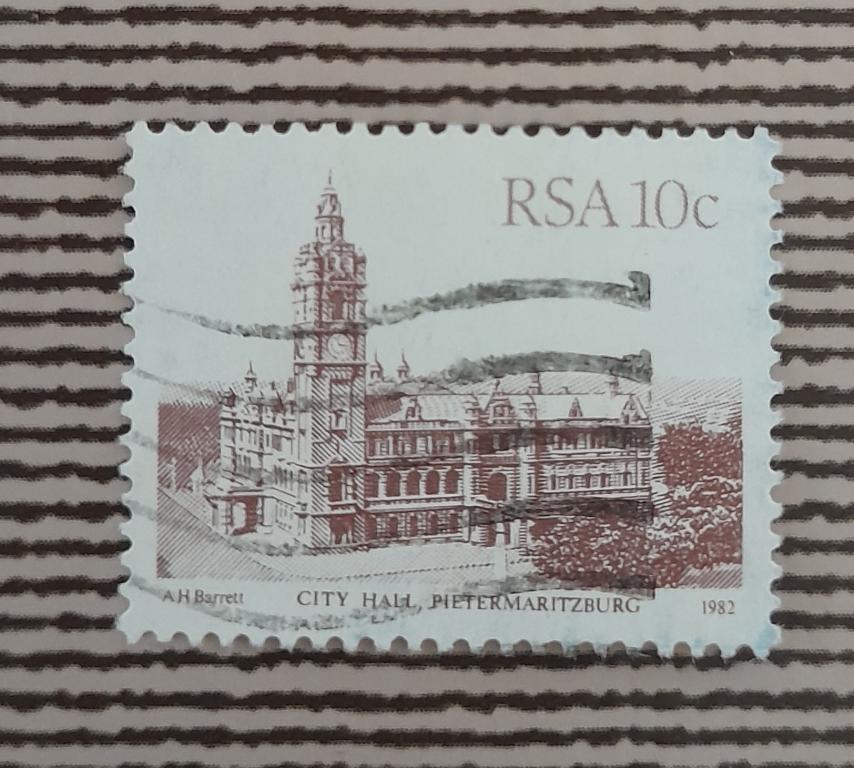 RSA 10c
A H Barrett CITY HALL, PIETERMARITZBURG 1982